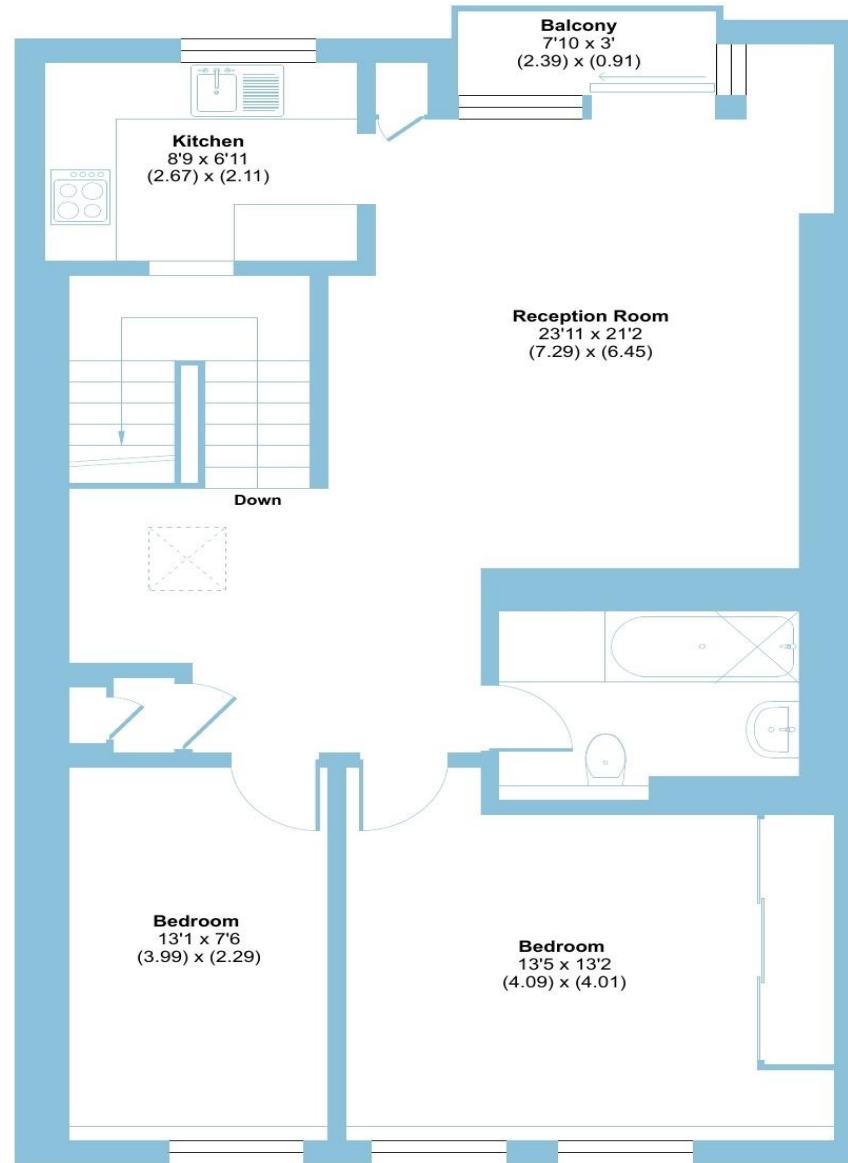 Balcony
7'10 x 3'
(2.39) x (0.91)
Kitchen
8'9 x 6'11
(2.67) x (2.11)
Reception Room
23'11 x 21'2
(7.29) x (6.45)
Down
Bedroom
13'1 x 7'6
(3.99) x (2.29)
Bedroom
13'5 x 13'2
(4.09) x (4.01)